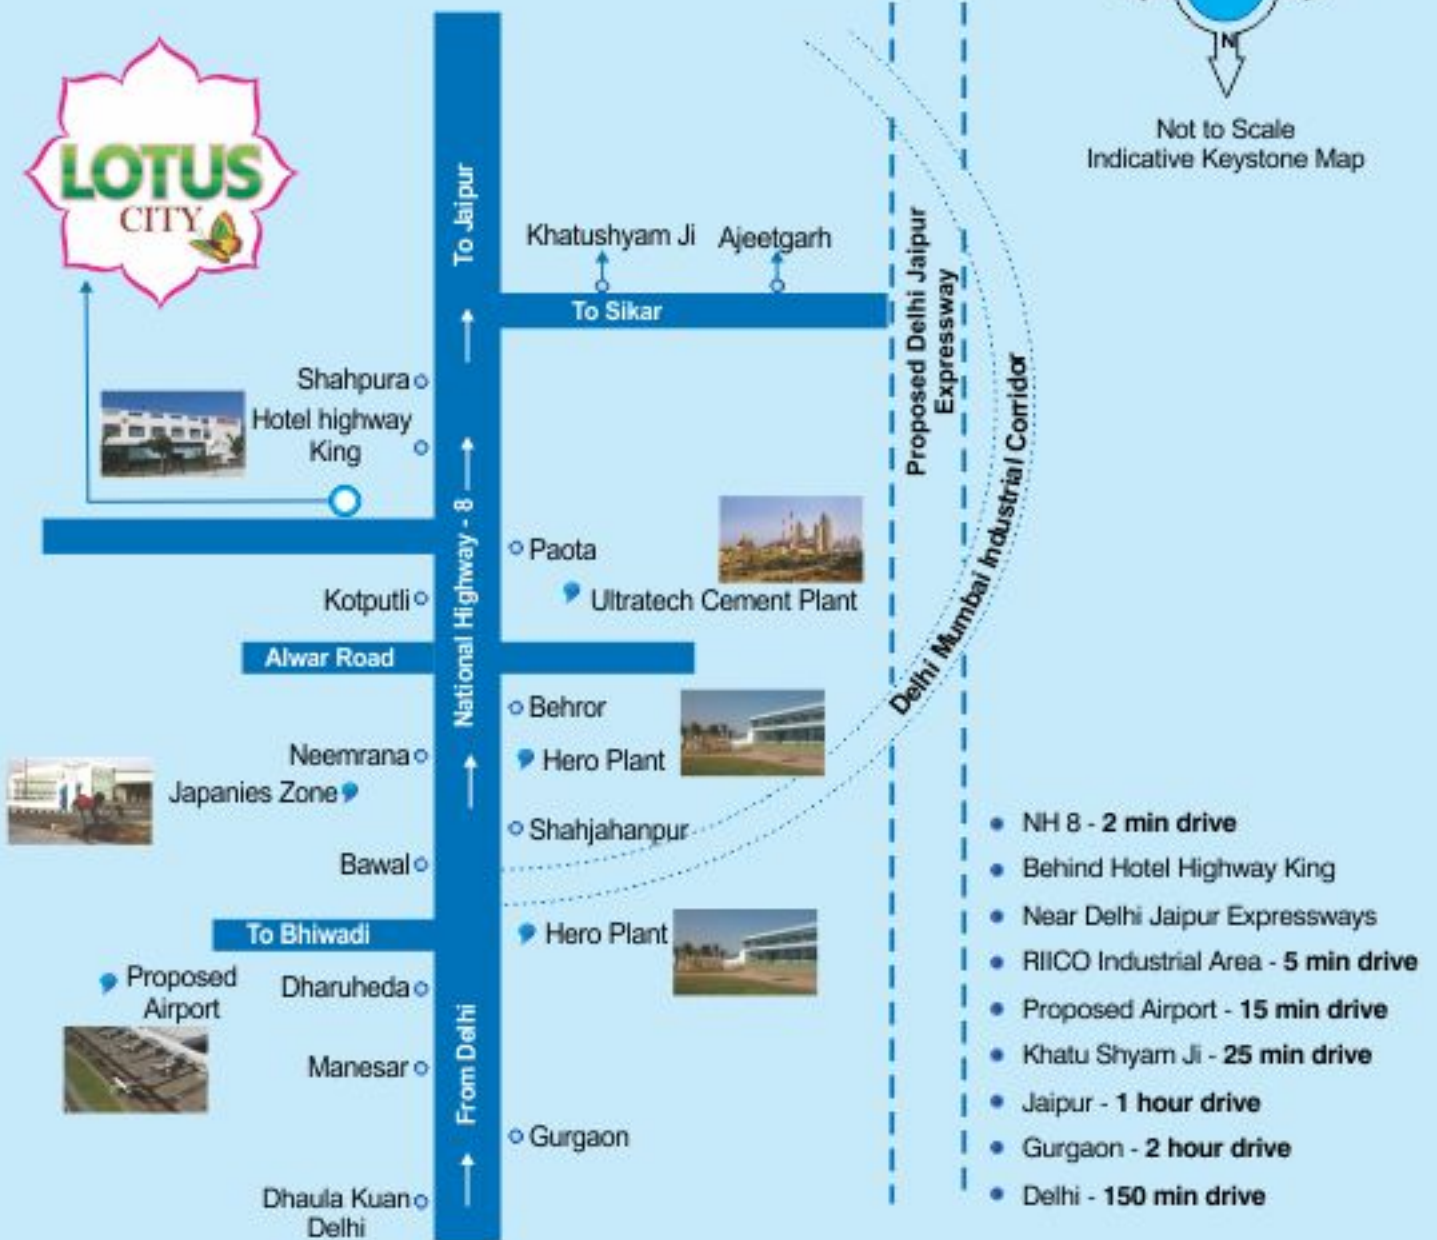 LOTUS
CITY
N
Not to Scale
Indicative Keystone Map
To Jaipur
Khatushyam Ji
Ajeetgarh
To Sikar
Proposed Delhi Jaipur
Expressway
Delhi Mumbai Industrial Corridor
Shahpura
Hotel highway
King
National Highway - 8
Paota
Ultratech Cement Plant
Kotputli
Alwar Road
Behror
Neemrana
Hero Plant
Japanies Zone
Shahjahanpur
Bawal
To Bhiwadi
Hero Plant
Proposed
Airport
Dharuheda
From Delhi
Manesar
Gurgaon
Dhaula Kuan
Delhi
NH 8 - 2 min drive
Behind Hotel Highway King
Near Delhi Jaipur Expressways
RIICO Industrial Area - 5 min drive
Proposed Airport - 15 min drive
Khatu Shyam Ji - 25 min drive
Jaipur - 1 hour drive
Gurgaon - 2 hour drive
Delhi - 150 min drive